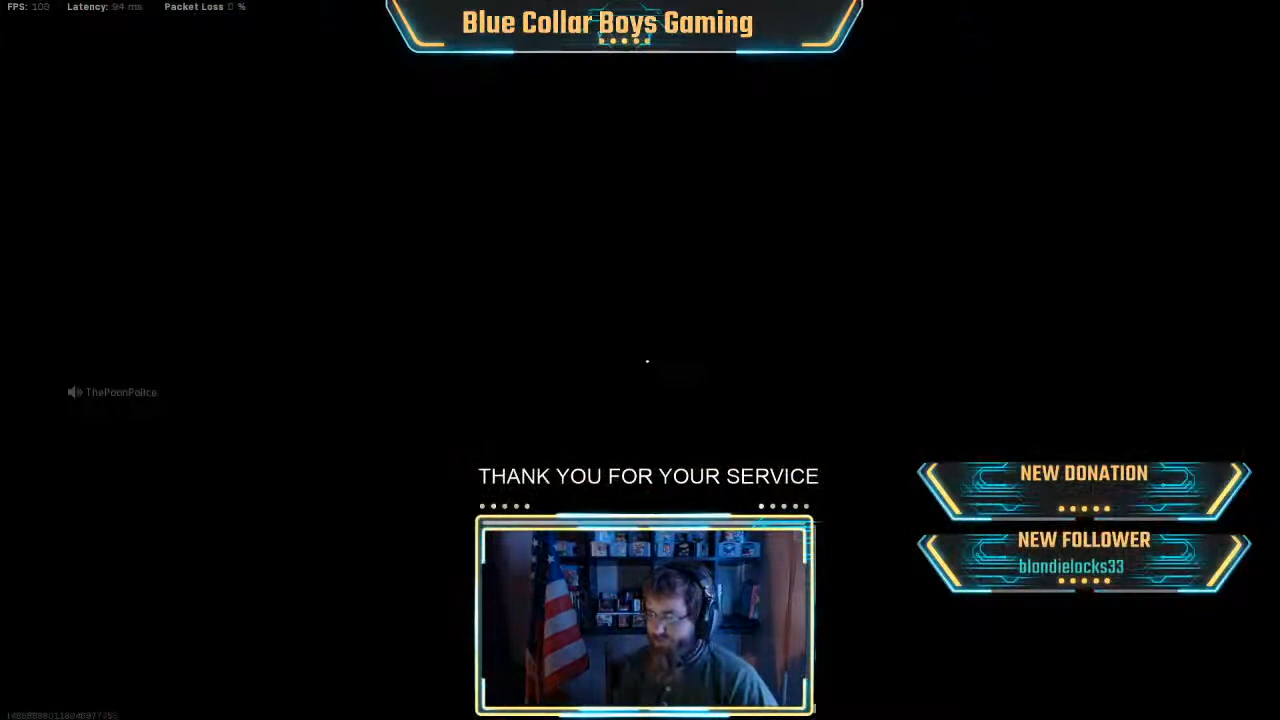 FPS: 109 Latency: 94 ms Packet Loss 0 %
Blue Collar Boys Gaming
ThePoonPolice
THANK YOU FOR YOUR SERVICE
NEW DONATION
NEW FOLLOWER
blondielocks33